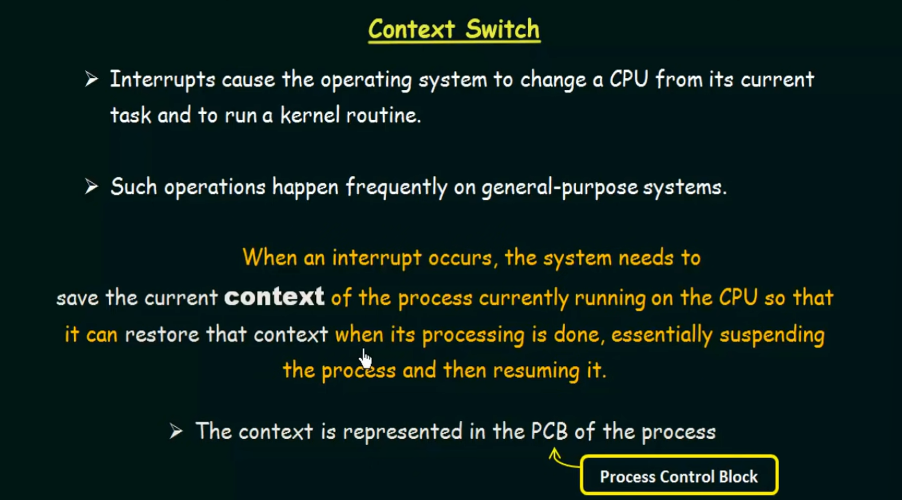 Context Switch
➢ Interrupts cause the operating system to change a CPU from its current
task and to run a kernel routine.
➢ Such operations happen frequently on general-purpose systems.
When an interrupt occurs, the system needs to
save the current context of the process currently running on the CPU so that
it can restore that context when its processing is done, essentially suspending
the process and then resuming it.
➢ The context is represented in the PCB of the process
Process Control Block